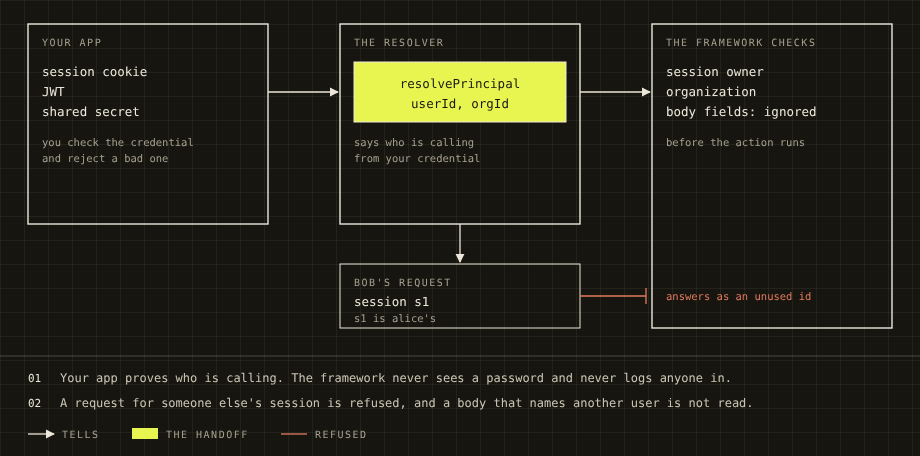 YOUR APP
session cookie
JWT
shared secret
you check the credential
and reject a bad one
THE RESOLVER
resolvePrincipal
userId, orgId
says who is calling
from your credential
THE FRAMEWORK CHECKS
session owner
organization
body fields: ignored
before the action runs
BOB'S REQUEST
session s1
s1 is alice's
answers as an unused id
01 Your app proves who is calling. The framework never sees a password and never logs anyone in.
02 A request for someone else's session is refused, and a body that names another user is not read.
TELLS THE HANDOFF REFUSED